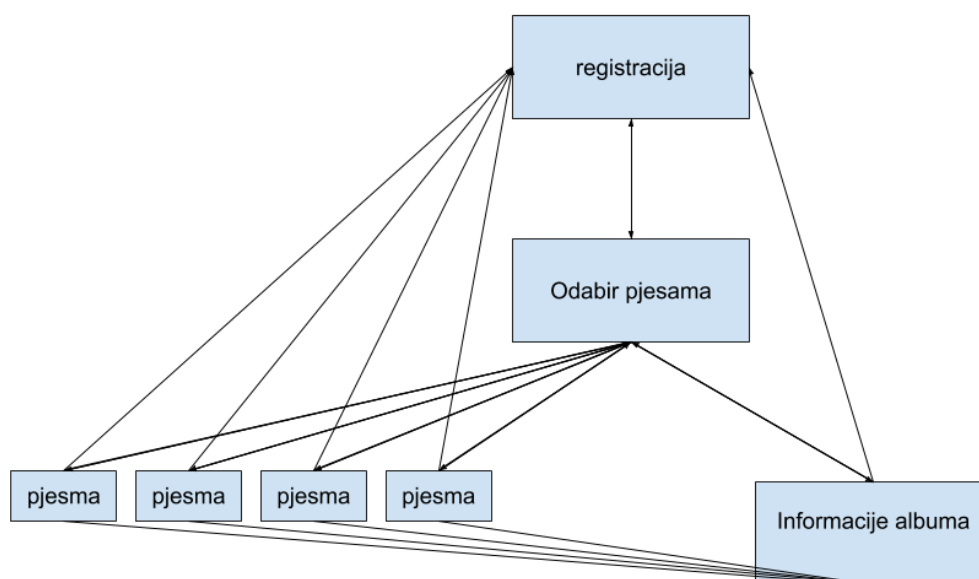 registracija
Odabir pjesama
pjesma
pjesma
pjesma
pjesma
Informacije albuma